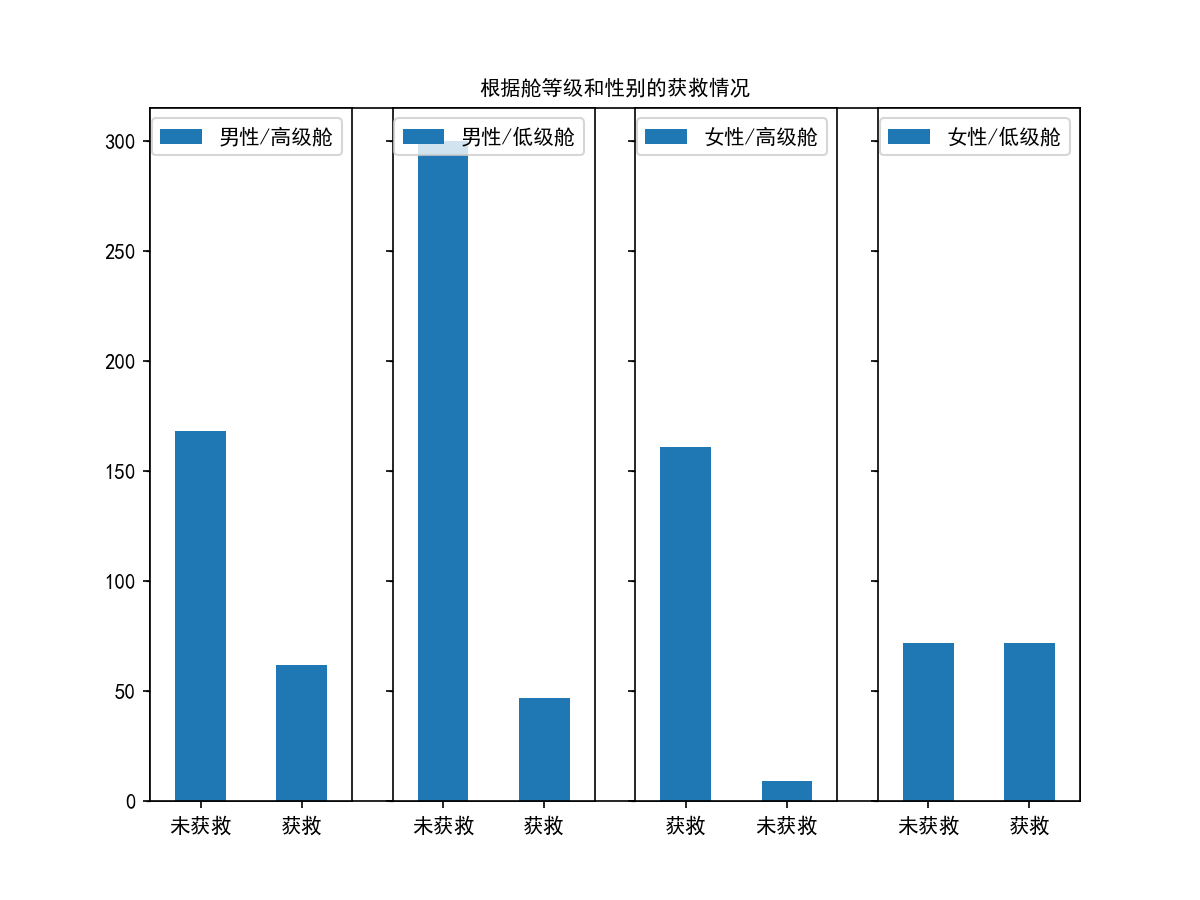 根据舱等级和性别的获救情况
男性/高级舱
男性/低级舱
女性/高级舱
女性/低级舱
300
250
200
150
100
50
0
未获救 获救 未获救 获救 获救 未获救 未获救 获救